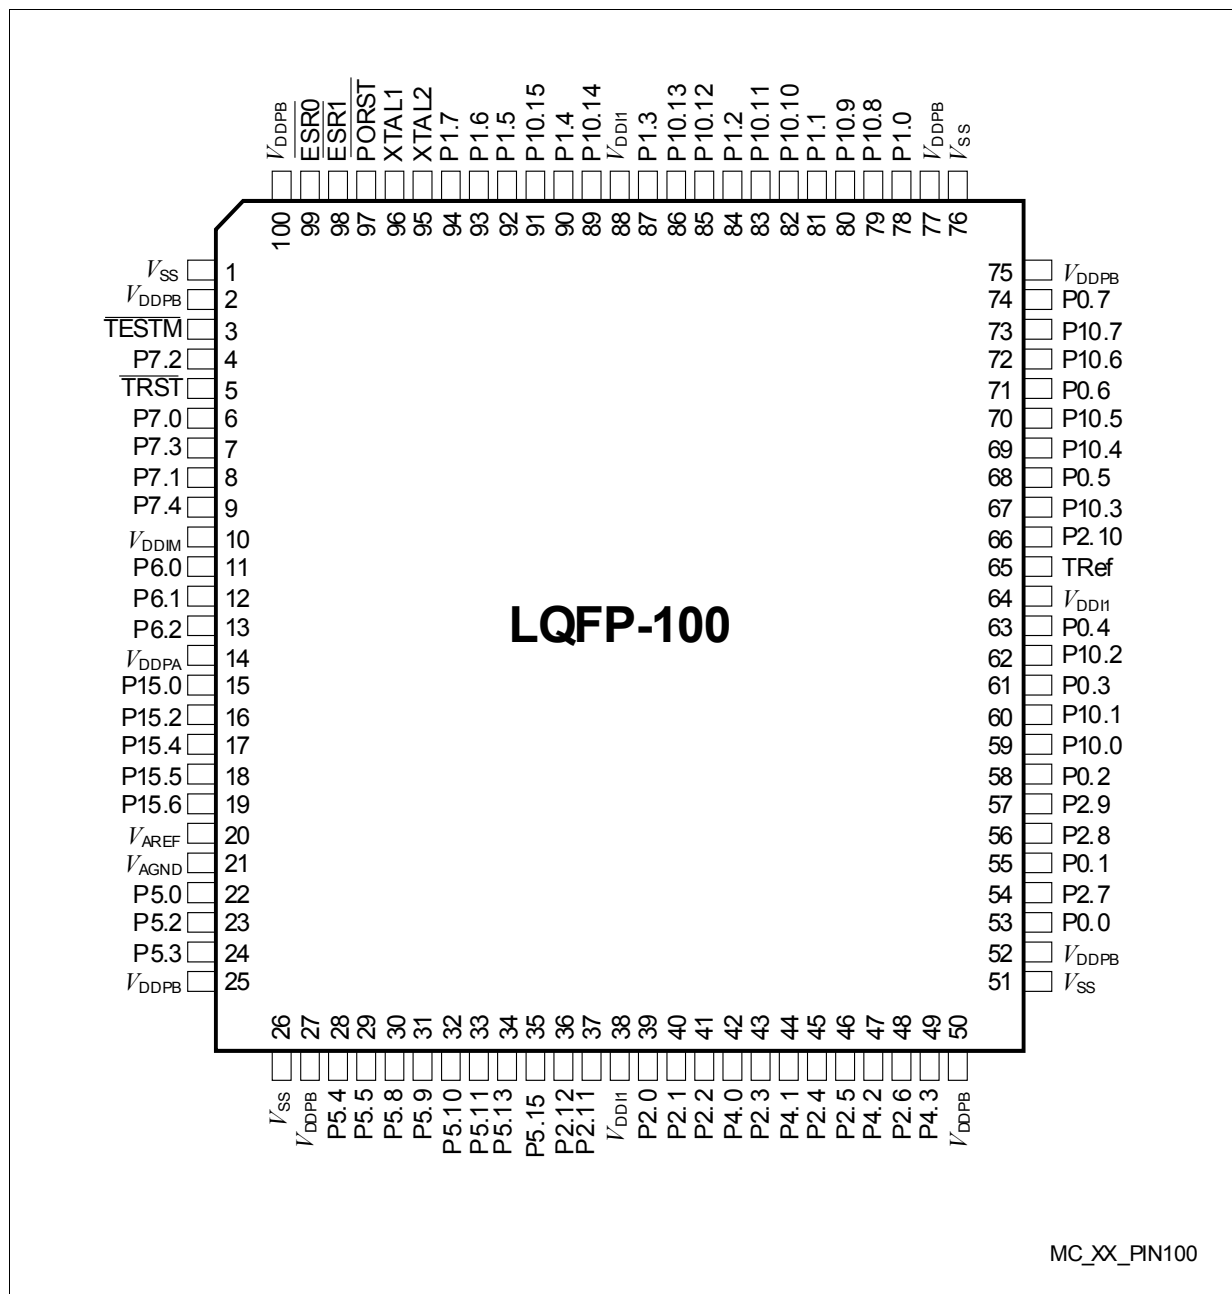 VDDPB ESR0 ESR1 PORST XTAL1 XTAL2 P1.7 P1.6 P1.5 P10.15 P1.4 P10.14 VDDI1 P1.3 P10.13 P10.12 P1.2 P10.11 P10.10 P1.1 P10.9 P10.8 P1.0 VDDPB VSS
100 99 98 97 96 95 94 93 92 91 90 89 88 87 86 85 84 83 82 81 80 79 78 77 76
VSS 1 75 VDDPB
VDDPB 2 74 P0.7
TESTM 3 73 P10.7
P7.2 4 72 P10.6
TRST 5 71 P0.6
P7.0 6 70 P10.5
P7.3 7 69 P10.4
P7.1 8 68 P0.5
P7.4 9 67 P10.3
VDDIM 10 66 P2.10
P6.0 11 65 TRef
P6.1 12 64 VDDI1
P6.2 13 63 P0.4
LQFP-100
VDDPA 14 62 P10.2
P15.0 15 61 P0.3
P15.2 16 60 P10.1
P15.4 17 59 P10.0
P15.5 18 58 P0.2
P15.6 19 57 P2.9
VAREF 20 56 P2.8
VAGND 21 55 P0.1
P5.0 22 54 P2.7
P5.2 23 53 P0.0
P5.3 24 52 VDDPB
VDDPB 25 51 VSS
26 27 28 29 30 31 32 33 34 35 36 37 38 39 40 41 42 43 44 45 46 47 48 49 50
VSS VDDPB P5.4 P5.5 P5.8 P5.9 P5.10 P5.11 P5.13 P5.15 P2.12 P2.11 VDDI1 P2.0 P2.1 P2.2 P4.0 P2.3 P4.1 P2.4 P2.5 P4.2 P2.6 P4.3 VDDPB
MC_XX_PIN100